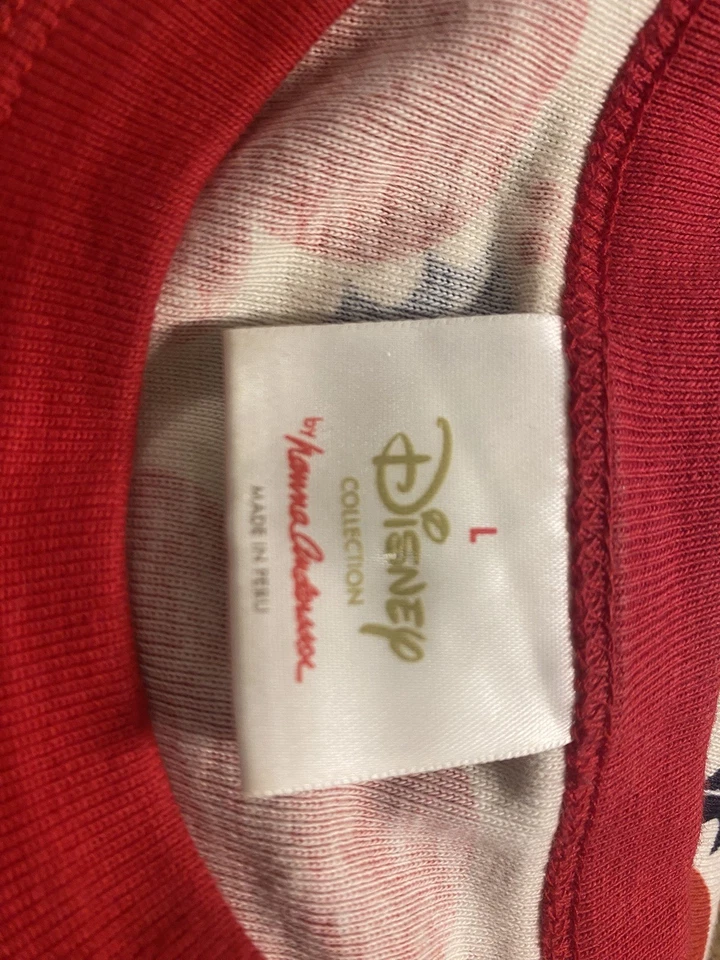 L
Disney
COLLECTION
by hanna andersson
MADE IN PERU